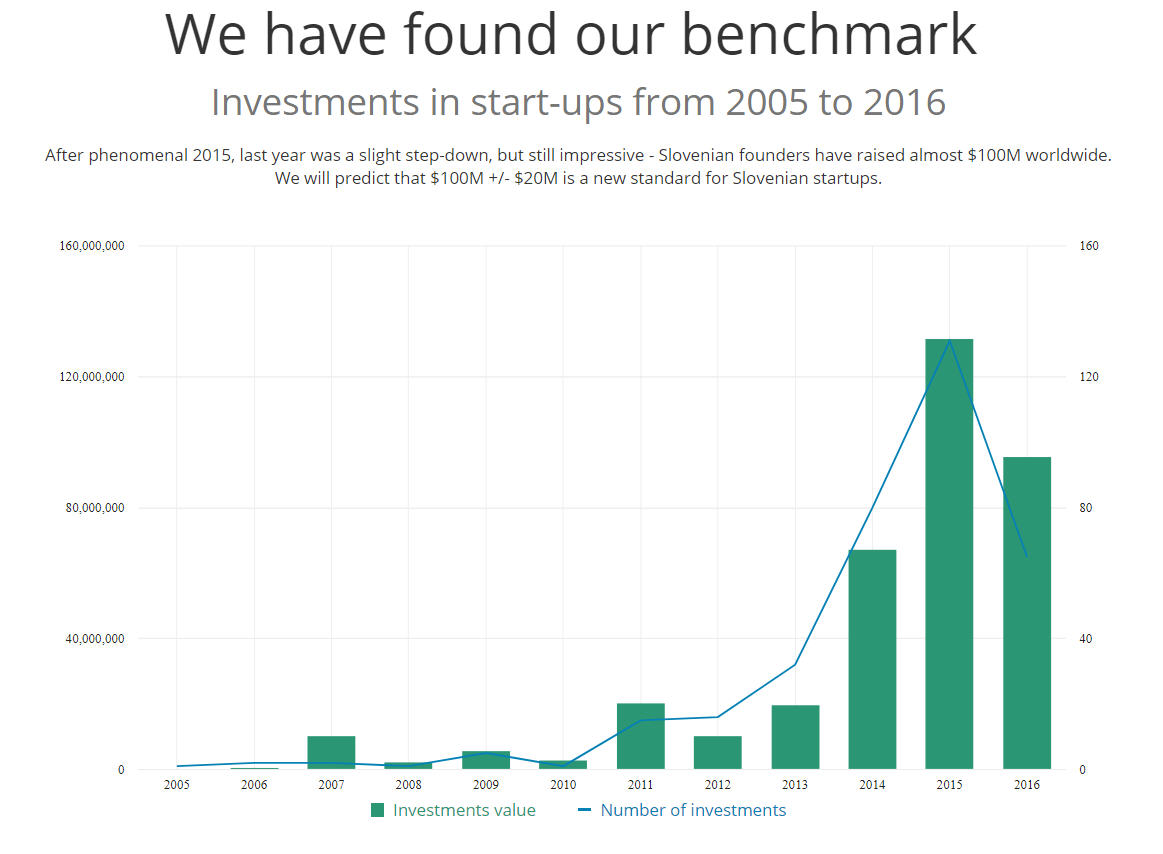 We have found our benchmark
Investments in start-ups from 2005 to 2016
After phenomenal 2015, last year was a slight step-down, but still impressive - Slovenian founders have raised almost $100M worldwide.
We will predict that $100M +/- $20M is a new standard for Slovenian startups.
160,000,000 160
120,000,000 120
80,000,000 80
40,000,000 40
0 0
2005 2006 2007 2008 2009 2010 2011 2012 2013 2014 2015 2016
Investments value Number of investments